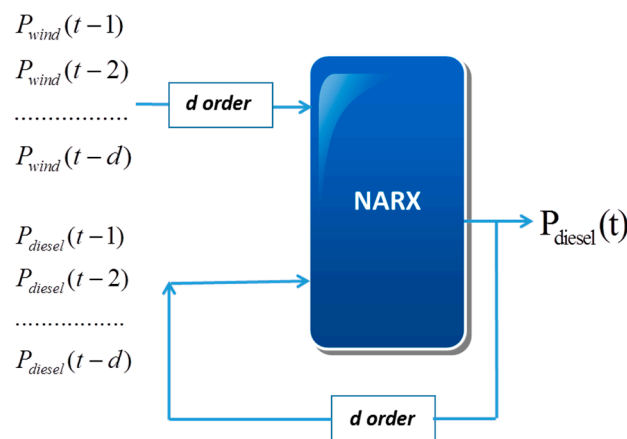 P_wind(t−1)
P_wind(t−2)
.................
P_wind(t−d)
d order
NARX
P_diesel(t)
P_diesel(t−1)
P_diesel(t−2)
.................
P_diesel(t−d)
d order